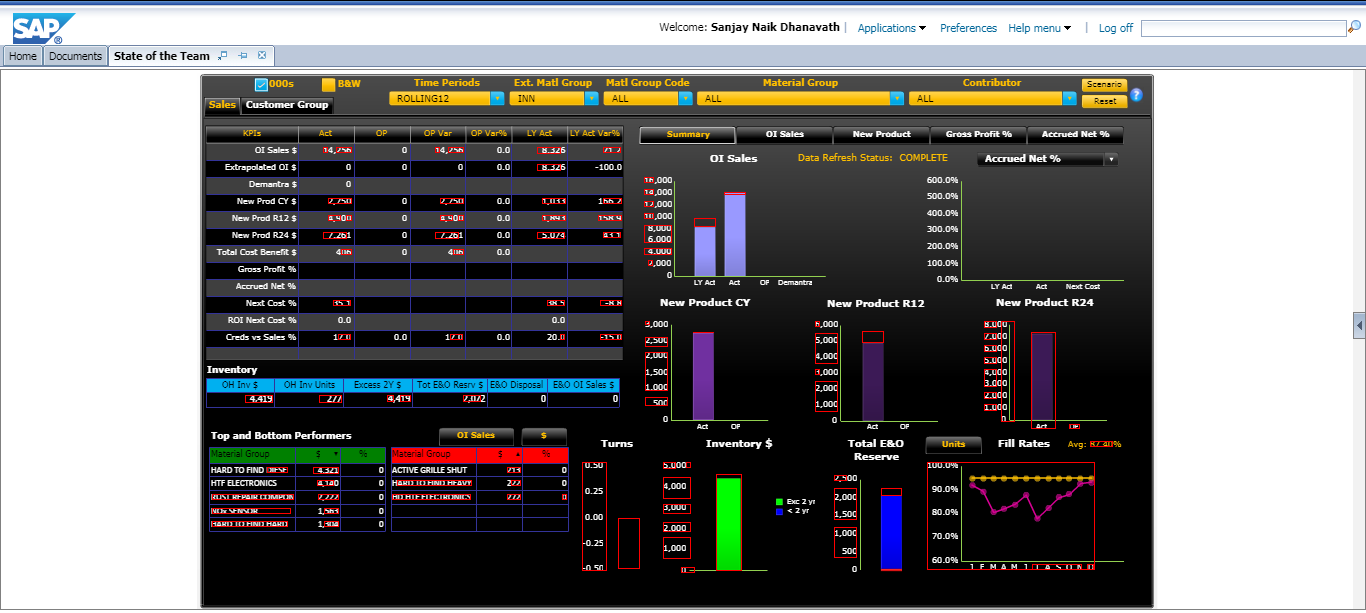 SAP ®
Welcome: Sanjay Naik Dhanavath | Applications Preferences Help menu | Log off
Home Documents State of the Team
000s B&W Time Periods Ext. Matl Group Matl Group Code Material Group Contributor Scenario
ROLLING12 INN ALL ALL ALL Reset ?
Sales Customer Group
KPIs Act OP OP Var OP Var% LY Act LY Act Var%
OI Sales $ 14,256 0 14,256 0.0 8.326 71.2
Extrapolated OI $ 0 0 0 0.0 8.326 -100.0
Demantra $ 0
New Prod CY $ 2,750 0 2,750 0.0 1,033 166.2
New Prod R12 $ 4,900 0 4,900 0.0 1,893 158.9
New Prod R24 $ 7.261 0 7.261 0.0 5.074 43.1
Total Cost Benefit $ 406 0 406 0.0
Gross Profit %
Accrued Net %
Next Cost % 35.1 38.5 -8.8
ROI Next Cost % 0.0 0.0
Creds vs Sales % 0.0 0.0 -15.0
Summary OI Sales New Product Gross Profit % Accrued Net %
OI Sales Data Refresh Status: COMPLETE Accrued Net %
16,000
14,000
12,000
10,000
8,000
6,000
4,000
2,000
0
LY Act Act OP Demantra
600.0%
500.0%
400.0%
300.0%
200.0%
100.0%
0.0%
LY Act Act Next Cost
New Product CY
3,000
2,500
2,000
1,500
1,000
500
0
Act OP
New Product R12
6,000
5,000
4,000
3,000
2,000
1,000
0
Act OP
New Product R24
8,000
7,000
6,000
5,000
4,000
3,000
2,000
1,000
0
Act OP
Inventory
OH Inv $ OH Inv Units Excess 2Y $ Tot E&O Resrv $ E&O Disposal E&O OI Sales $
4,419 277 4,419 2,072 0 0
Top and Bottom Performers OI Sales $
Material Group $ %
HARD TO FIND DIESE 4,321 0
HTF ELECTRONICS 4,140 0
RUST REPAIR COMPON 2,222 0
NOx SENSOR 1,563 0
HARD TO FIND HARD 1,304 0
Material Group $ %
ACTIVE GRILLE SHUT 213 0
HARD TO FIND HEAVY 222 0
HD HTF ELECTRONICS 272 0
Turns
0.50
0.25
0.00
-0.25
-0.50
Inventory $
5,000
4,000
3,000
2,000
1,000
0
Exc 2 yr
< 2 yr
Total E&O
Reserve
2,500
2,000
1,500
1,000
500
0
Units Fill Rates Avg: 87.40%
100.0%
90.0%
80.0%
70.0%
60.0%
J F M A M J J A S O N D